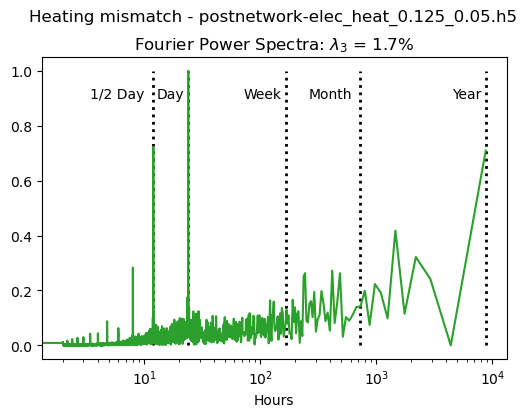 Heating mismatch - postnetwork-elec_heat_0.125_0.05.h5
Fourier Power Spectra: λ₃ = 1.7%
1.0
1/2 Day Day Week Month Year
0.8
0.6
0.4
0.2
0.0
10¹ 10² 10³ 10⁴
Hours